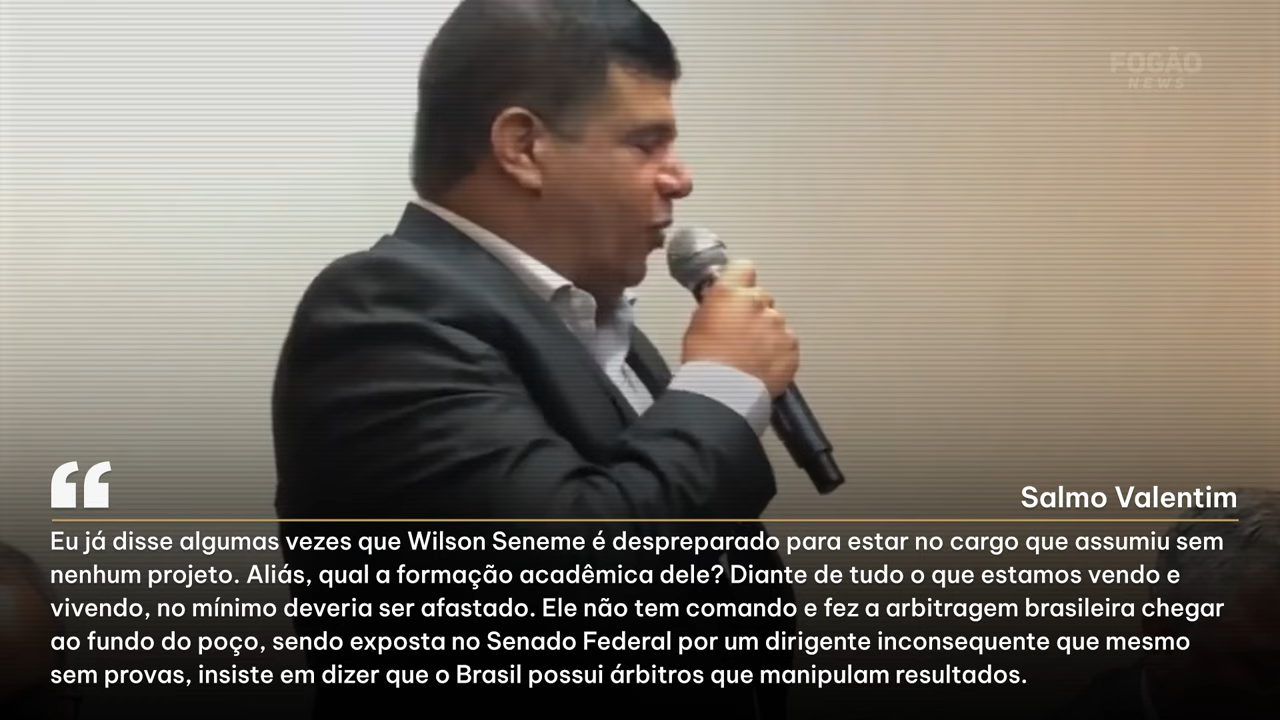 FOGÃO
NEWS
“
Salmo Valentim
Eu já disse algumas vezes que Wilson Seneme é despreparado para estar no cargo que assumiu sem
nenhum projeto. Aliás, qual a formação acadêmica dele? Diante de tudo o que estamos vendo e
vivendo, no mínimo deveria ser afastado. Ele não tem comando e fez a arbitragem brasileira chegar
ao fundo do poço, sendo exposta no Senado Federal por um dirigente inconsequente que mesmo
sem provas, insiste em dizer que o Brasil possui árbitros que manipulam resultados.